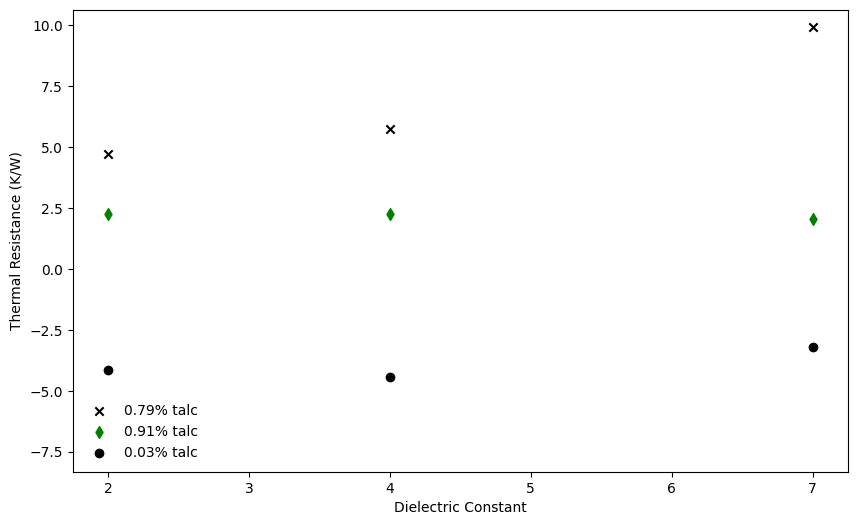 10.0
7.5
5.0
2.5
0.0
−2.5
−5.0
−7.5
Thermal Resistance (K/W)
0.79% talc
0.91% talc
0.03% talc
2 3 4 5 6 7
Dielectric Constant